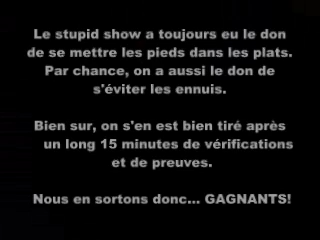 Le stupid show a toujours eu le don
de se mettre les pieds dans les plats.
Par chance, on a aussi le don de
s'éviter les ennuis.
Bien sur, on s'en est bien tiré après
un long 15 minutes de vérifications
et de preuves.
Nous en sortons donc... GAGNANTS!